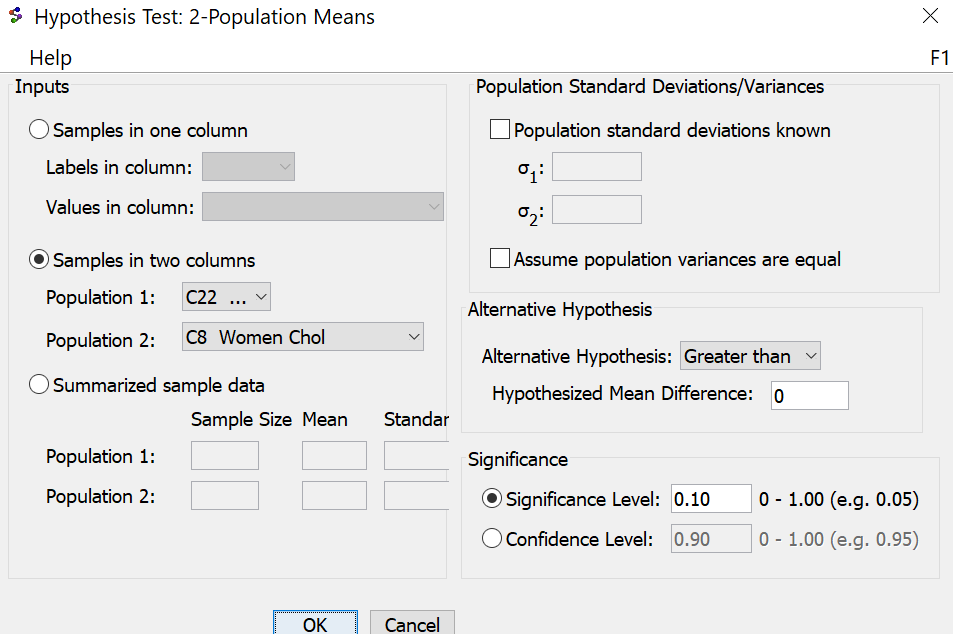 Hypothesis Test: 2-Population Means
Help F1
Inputs
Samples in one column
Labels in column:
Values in column:
Samples in two columns
Population 1: C22 ...
Population 2: C8 Women Chol
Summarized sample data
Sample Size Mean Standar
Population 1:
Population 2:
Population Standard Deviations/Variances
Population standard deviations known
σ1:
σ2:
Assume population variances are equal
Alternative Hypothesis
Alternative Hypothesis: Greater than
Hypothesized Mean Difference: 0
Significance
Significance Level: 0.10 0 - 1.00 (e.g. 0.05)
Confidence Level: 0.90 0 - 1.00 (e.g. 0.95)
OK Cancel